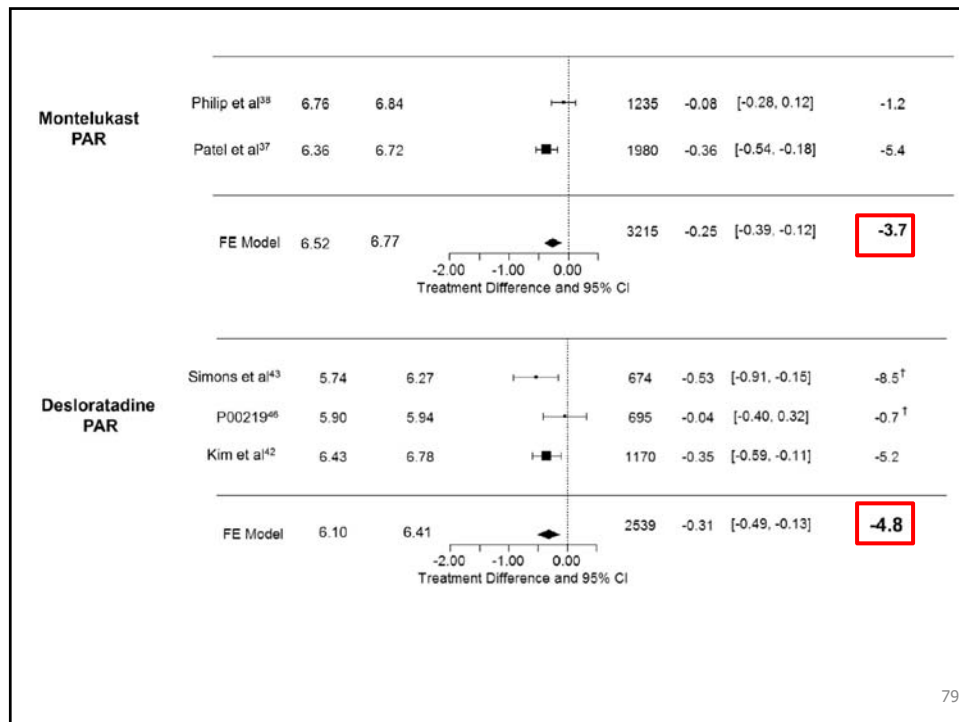 Montelukast
PAR
Philip et al³⁸ 6.76 6.84 1235 -0.08 [-0.28, 0.12] -1.2
Patel et al³⁷ 6.36 6.72 1980 -0.36 [-0.54, -0.18] -5.4
FE Model 6.52 6.77 3215 -0.25 [-0.39, -0.12] -3.7
-2.00 -1.00 0.00
Treatment Difference and 95% CI
Desloratadine
PAR
Simons et al⁴³ 5.74 6.27 674 -0.53 [-0.91, -0.15] -8.5†
P00219⁴⁶ 5.90 5.94 695 -0.04 [-0.40, 0.32] -0.7†
Kim et al⁴² 6.43 6.78 1170 -0.35 [-0.59, -0.11] -5.2
FE Model 6.10 6.41 2539 -0.31 [-0.49, -0.13] -4.8
-2.00 -1.00 0.00
Treatment Difference and 95% CI
79